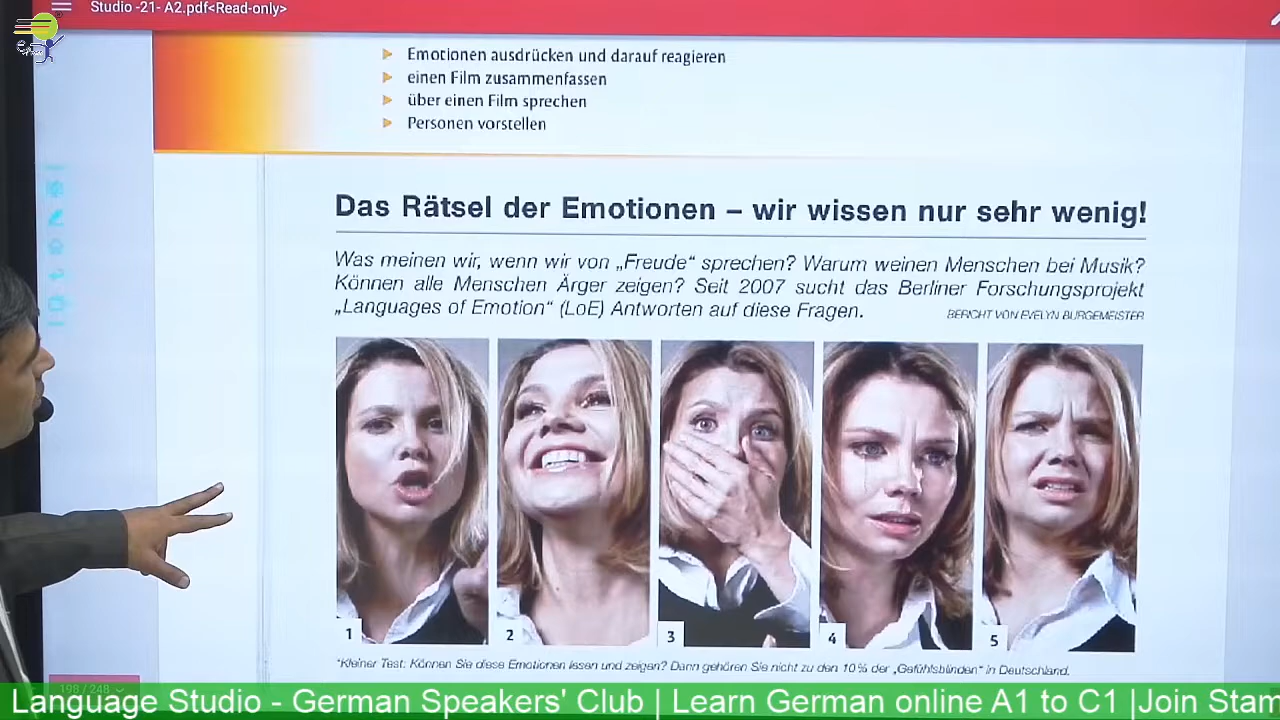 Studio -21- A2.pdf<Read-only>
Emotionen ausdrücken und darauf reagieren
einen Film zusammenfassen
über einen Film sprechen
Personen vorstellen
Das Rätsel der Emotionen – wir wissen nur sehr wenig!
Was meinen wir, wenn wir von „Freude“ sprechen? Warum weinen Menschen bei Musik?
Können alle Menschen Ärger zeigen? Seit 2007 sucht das Berliner Forschungsprojekt
„Languages of Emotion“ (LoE) Antworten auf diese Fragen.
BERICHT VON EVELYN BURGEMEISTER
1 2 3 4 5
*Kleiner Test: Können Sie diese Emotionen lesen und zeigen? Dann gehören Sie nicht zu den 10% der „Gefühlsblinden“ in Deutschland.
198 / 248
Language Studio - German Speakers' Club | Learn German online A1 to C1 |Join Stam